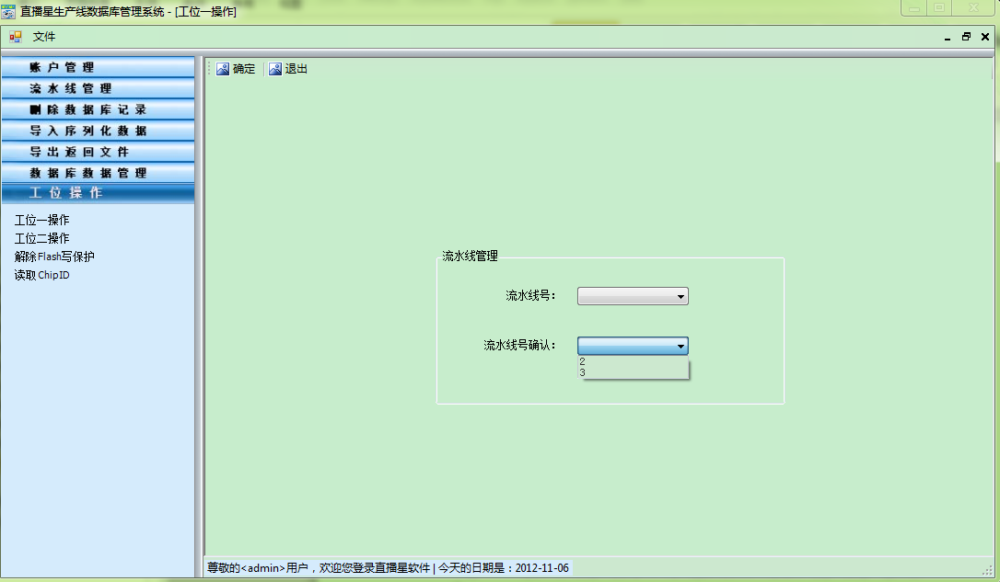 直播星生产线数据库管理系统 - [工位一操作]
文件
账户管理
流水线管理
删除数据库记录
导入序列化数据
导出返回文件
数据库数据管理
工位操作
工位一操作
工位二操作
解除Flash写保护
读取ChipID
确定
退出
流水线管理
流水线号：
流水线号确认：
2
3
尊敬的<admin>用户，欢迎您登录直播星软件 | 今天的日期是：2012-11-06